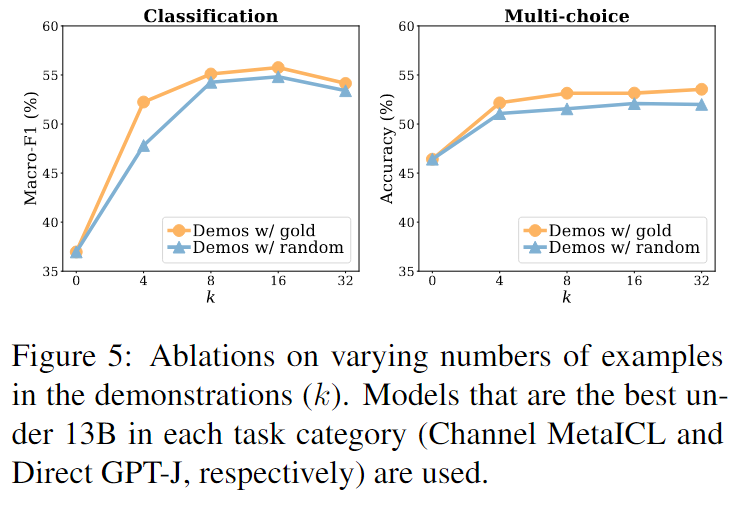 Classification
60
55
50
45
40
35
Macro-F1 (%)
Demos w/ gold
Demos w/ random
0 4 8 16 32
k
Multi-choice
60
55
50
45
40
35
Accuracy (%)
Demos w/ gold
Demos w/ random
0 4 8 16 32
k
Figure 5: Ablations on varying numbers of examples
in the demonstrations (k). Models that are the best un-
der 13B in each task category (Channel MetaICL and
Direct GPT-J, respectively) are used.